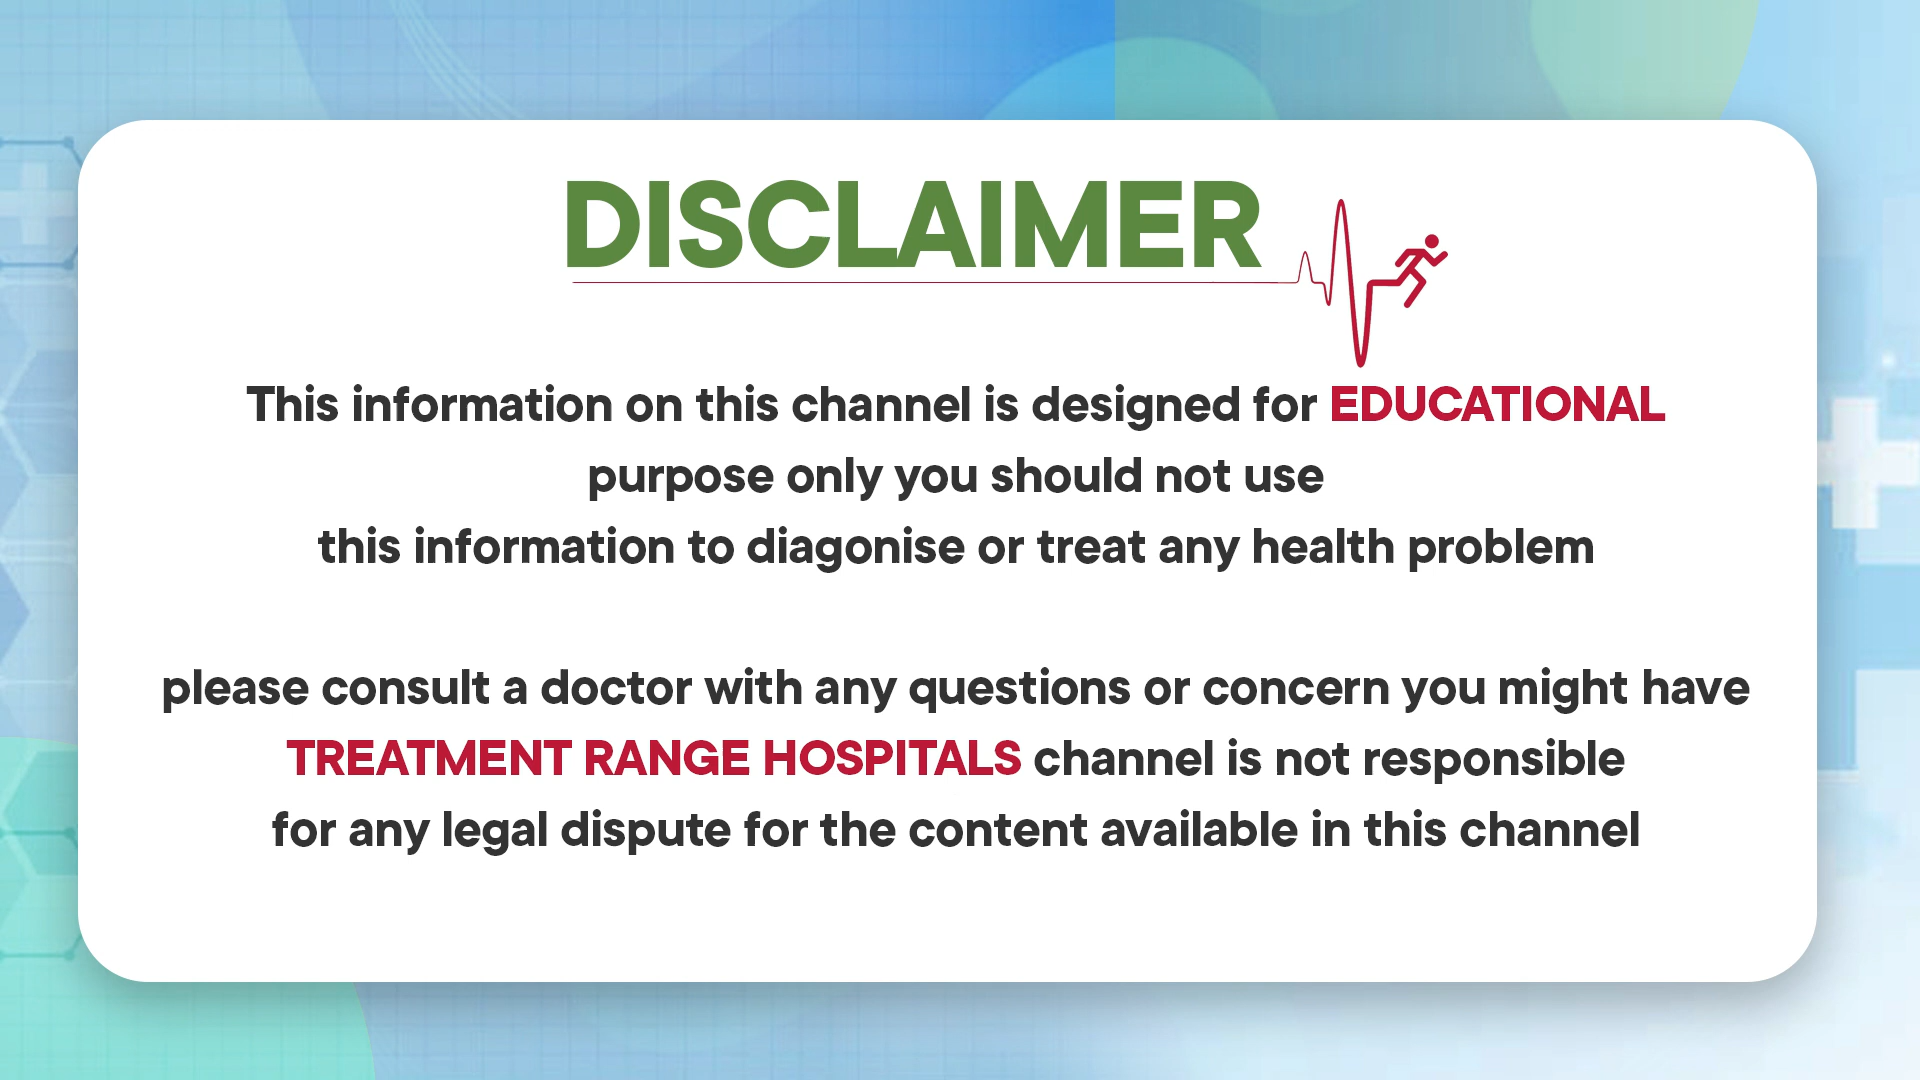 DISCLAIMER
This information on this channel is designed for EDUCATIONAL
purpose only you should not use
this information to diagonise or treat any health problem
please consult a doctor with any questions or concern you might have
TREATMENT RANGE HOSPITALS channel is not responsible
for any legal dispute for the content available in this channel